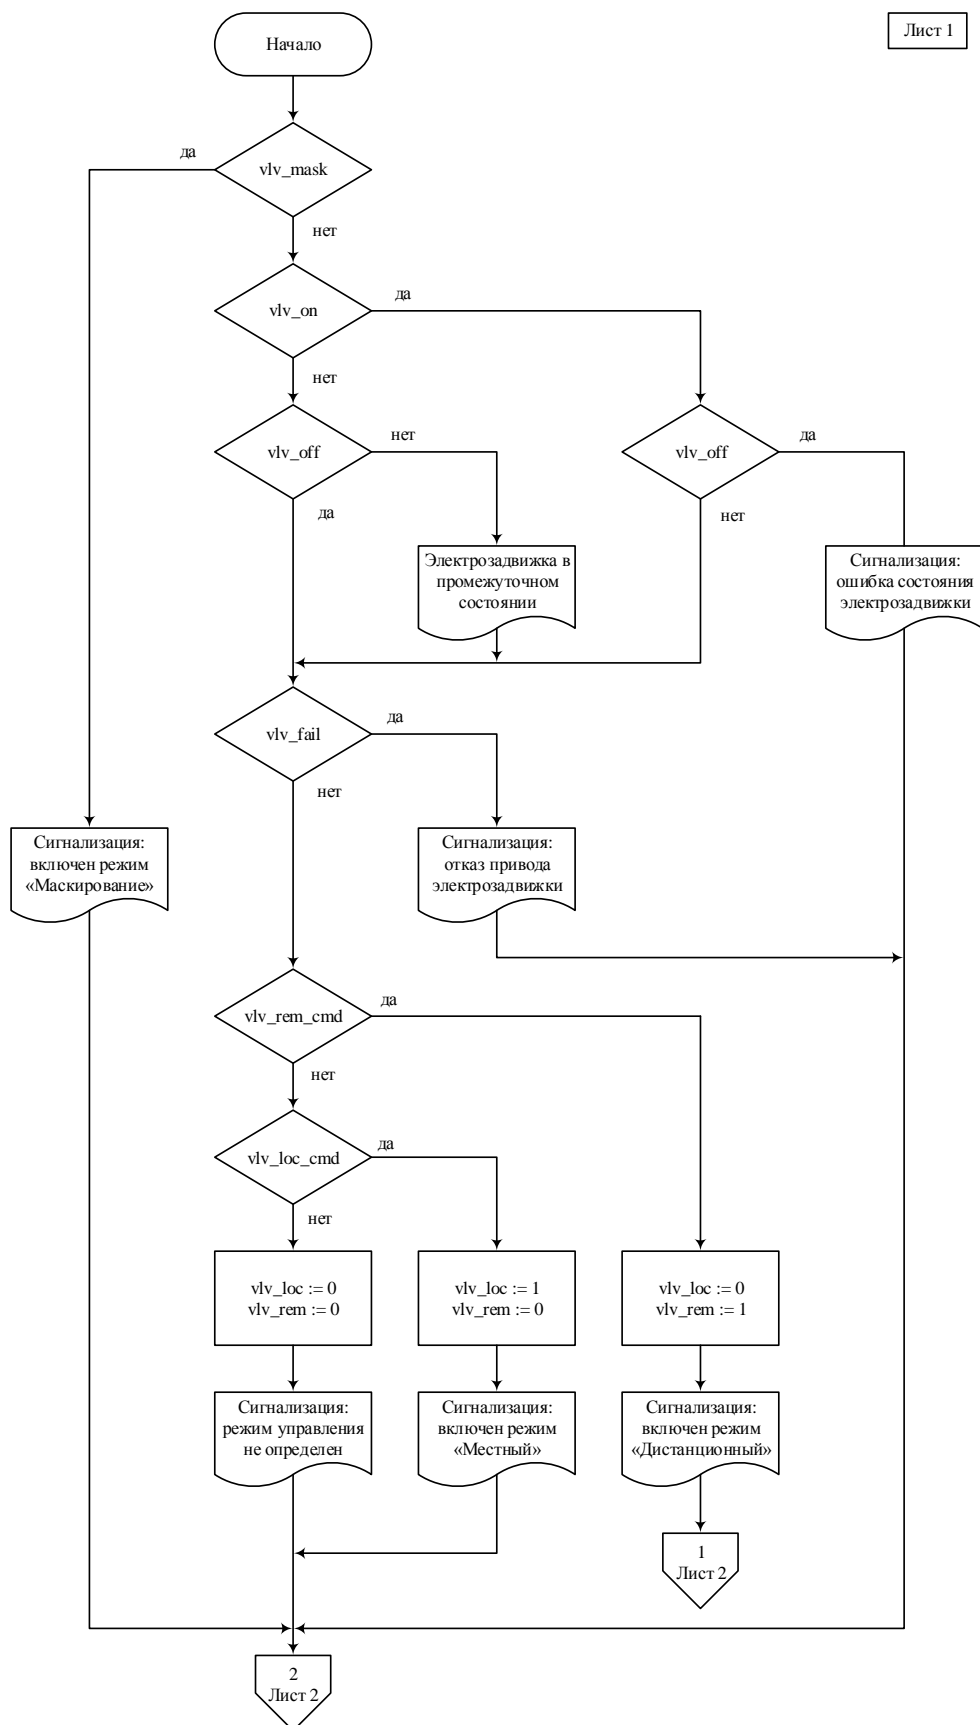 Лист 1
Начало
да
vlv_mask
нет
vlv_on
да
нет
vlv_off
нет
да
vlv_off
да
нет
Электрозадвижка в
промежуточном
состоянии
Сигнализация:
ошибка состояния
электрозадвижки
vlv_fail
да
нет
Сигнализация:
включен режим
«Маскирование»
Сигнализация:
отказ привода
электрозадвижки
vlv_rem_cmd
да
нет
vlv_loc_cmd
да
нет
vlv_loc := 0
vlv_rem := 0
vlv_loc := 1
vlv_rem := 0
vlv_loc := 0
vlv_rem := 1
Сигнализация:
режим управления
не определен
Сигнализация:
включен режим
«Местный»
Сигнализация:
включен режим
«Дистанционный»
1
Лист 2
2
Лист 2